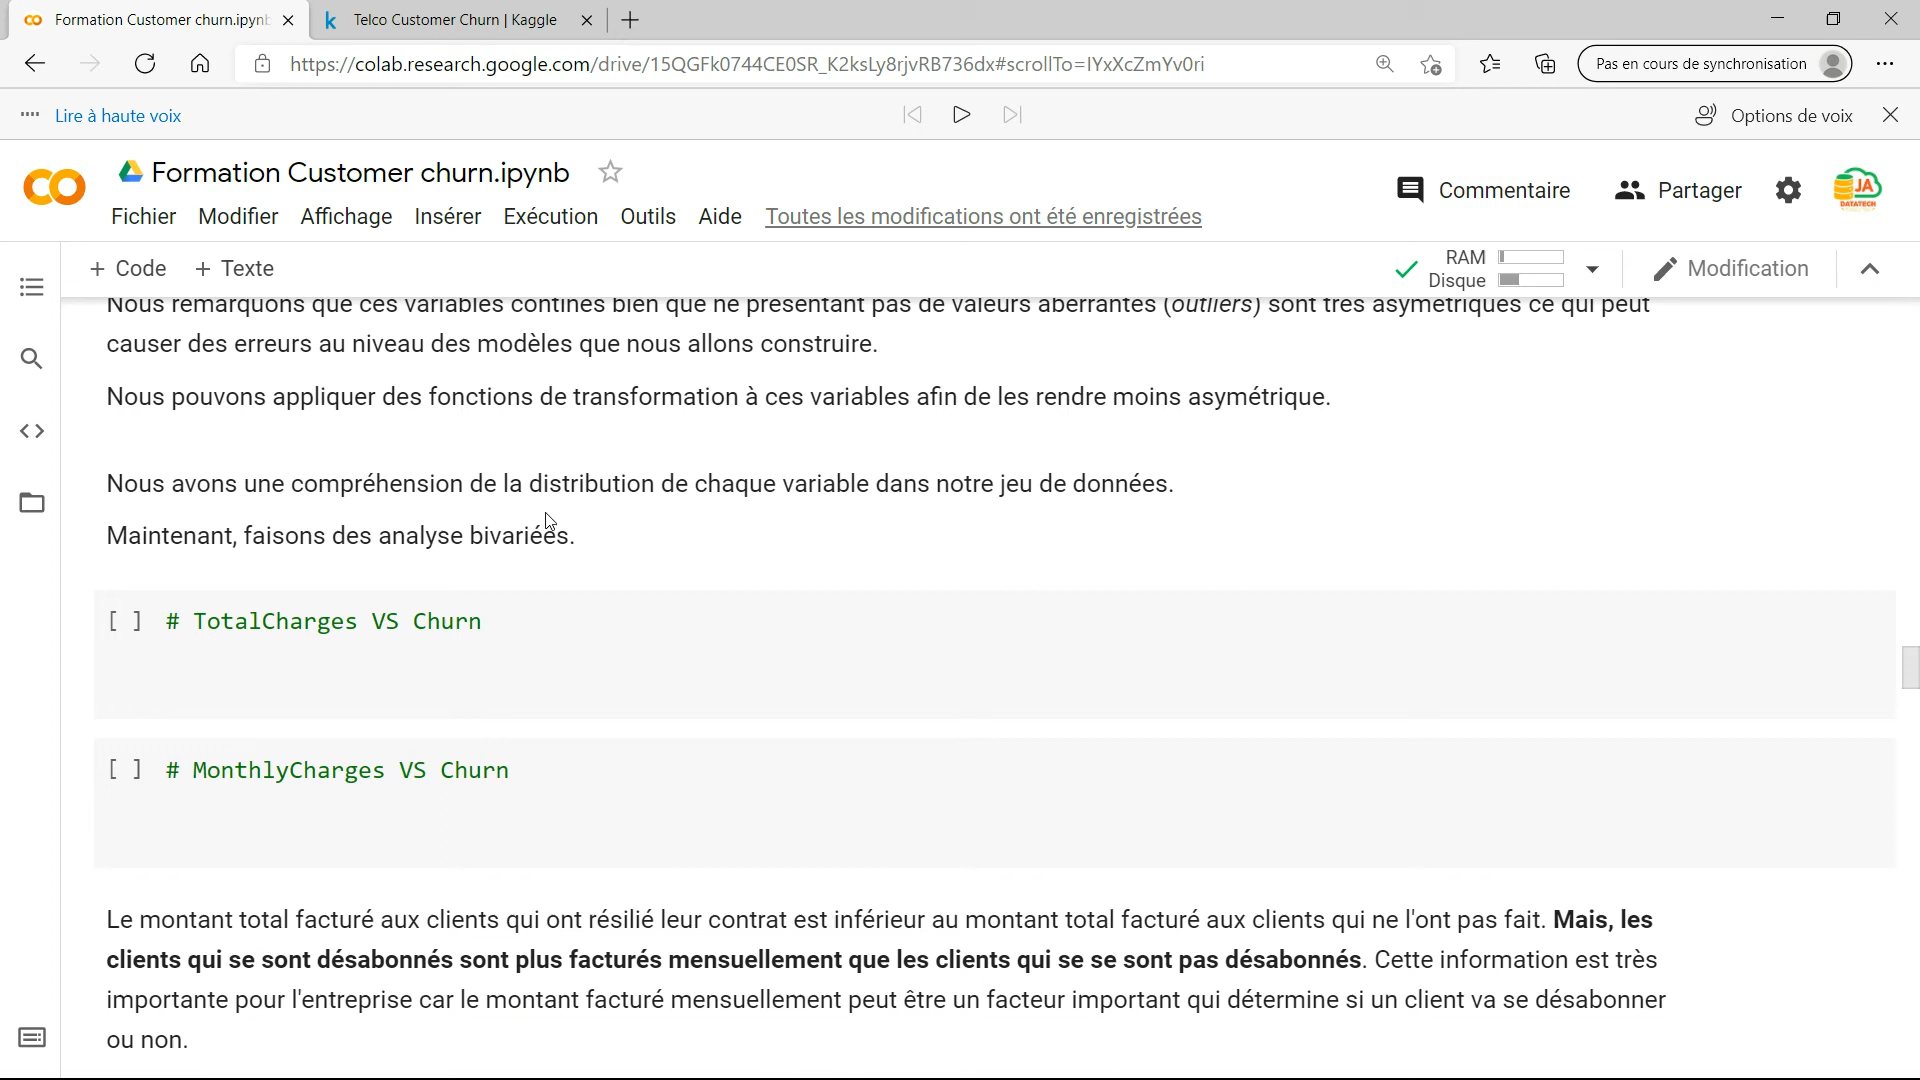 Formation Customer churn.ipynb
Telco Customer Churn | Kaggle
https://colab.research.google.com/drive/15QGFk0744CE0SR_K2ksLy8rjvRB736dx#scrollTo=IYxXcZmYv0ri
Pas en cours de synchronisation
Lire à haute voix
Options de voix
Formation Customer churn.ipynb
Commentaire
Partager
JA
DATATECH
Fichier Modifier Affichage Insérer Exécution Outils Aide Toutes les modifications ont été enregistrées
+ Code + Texte
RAM
Disque
Modification
Nous remarquons que ces variables contines bien que ne présentant pas de valeurs aberrantes (outliers) sont très asymétriques ce qui peut
causer des erreurs au niveau des modèles que nous allons construire.
Nous pouvons appliquer des fonctions de transformation à ces variables afin de les rendre moins asymétrique.
Nous avons une compréhension de la distribution de chaque variable dans notre jeu de données.
Maintenant, faisons des analyse bivariées.
[ ] # TotalCharges VS Churn
[ ] # MonthlyCharges VS Churn
Le montant total facturé aux clients qui ont résilié leur contrat est inférieur au montant total facturé aux clients qui ne l'ont pas fait. Mais, les
clients qui se sont désabonnés sont plus facturés mensuellement que les clients qui se se sont pas désabonnés. Cette information est très
importante pour l'entreprise car le montant facturé mensuellement peut être un facteur important qui détermine si un client va se désabonner
ou non.